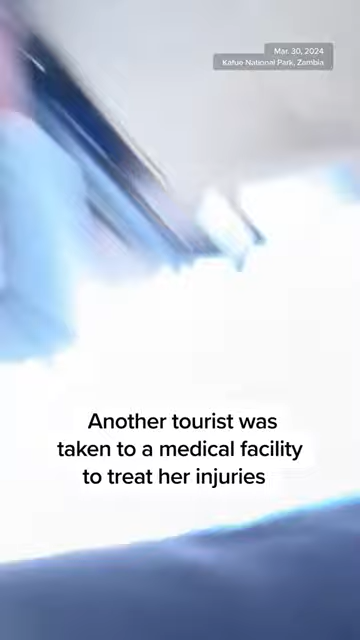 Mar. 30, 2024
Kafue National Park, Zambia
Another tourist was
taken to a medical facility
to treat her injuries